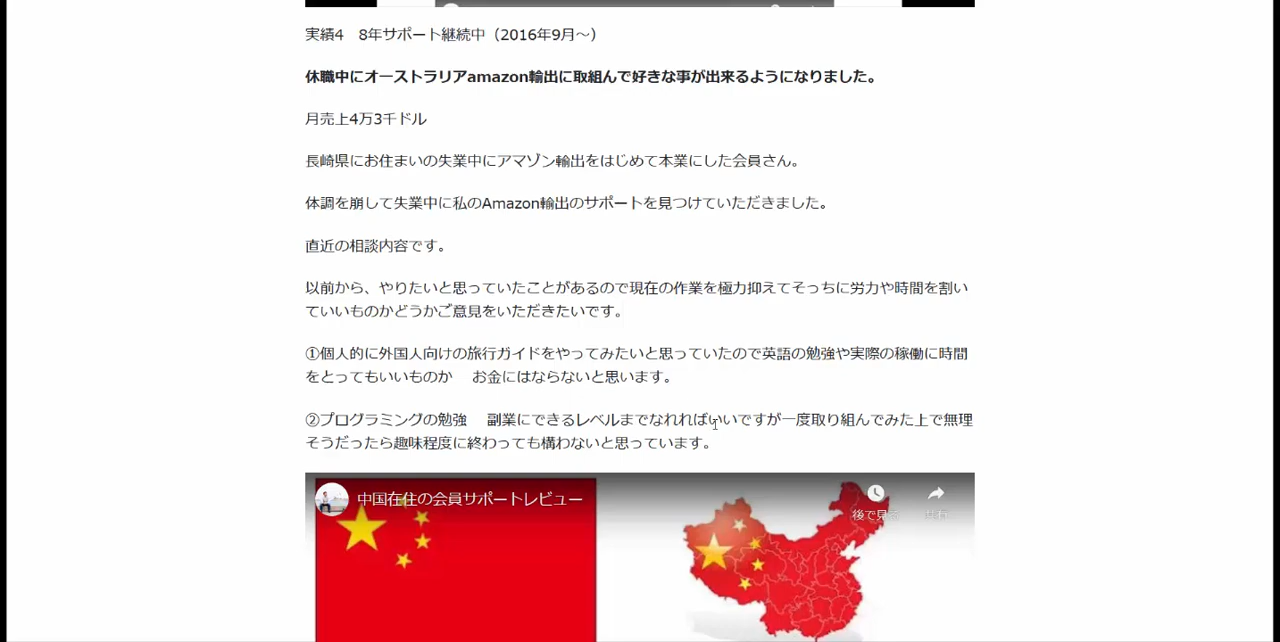 実績4　8年サポート継続中（2016年9月～）
休職中にオーストラリアamazon輸出に取組んで好きな事が出来るようになりました。
月売上4万3千ドル
長崎県にお住まいの失業中にアマゾン輸出をはじめて本業にした会員さん。
体調を崩して失業中に私のAmazon輸出のサポートを見つけていただきました。
直近の相談内容です。
以前から、やりたいと思っていたことがあるので現在の作業を極力抑えてそっちに労力や時間を割い
ていいものかどうかご意見をいただきたいです。
①個人的に外国人向けの旅行ガイドをやってみたいと思っていたので英語の勉強や実際の稼働に時間
をとってもいいものか　お金にはならないと思います。
②プログラミングの勉強　副業にできるレベルまでなれればいいですが一度取り組んでみた上で無理
そうだったら趣味程度に終わっても構わないと思っています。
中国在住の会員サポートレビュー
後で見る
共有